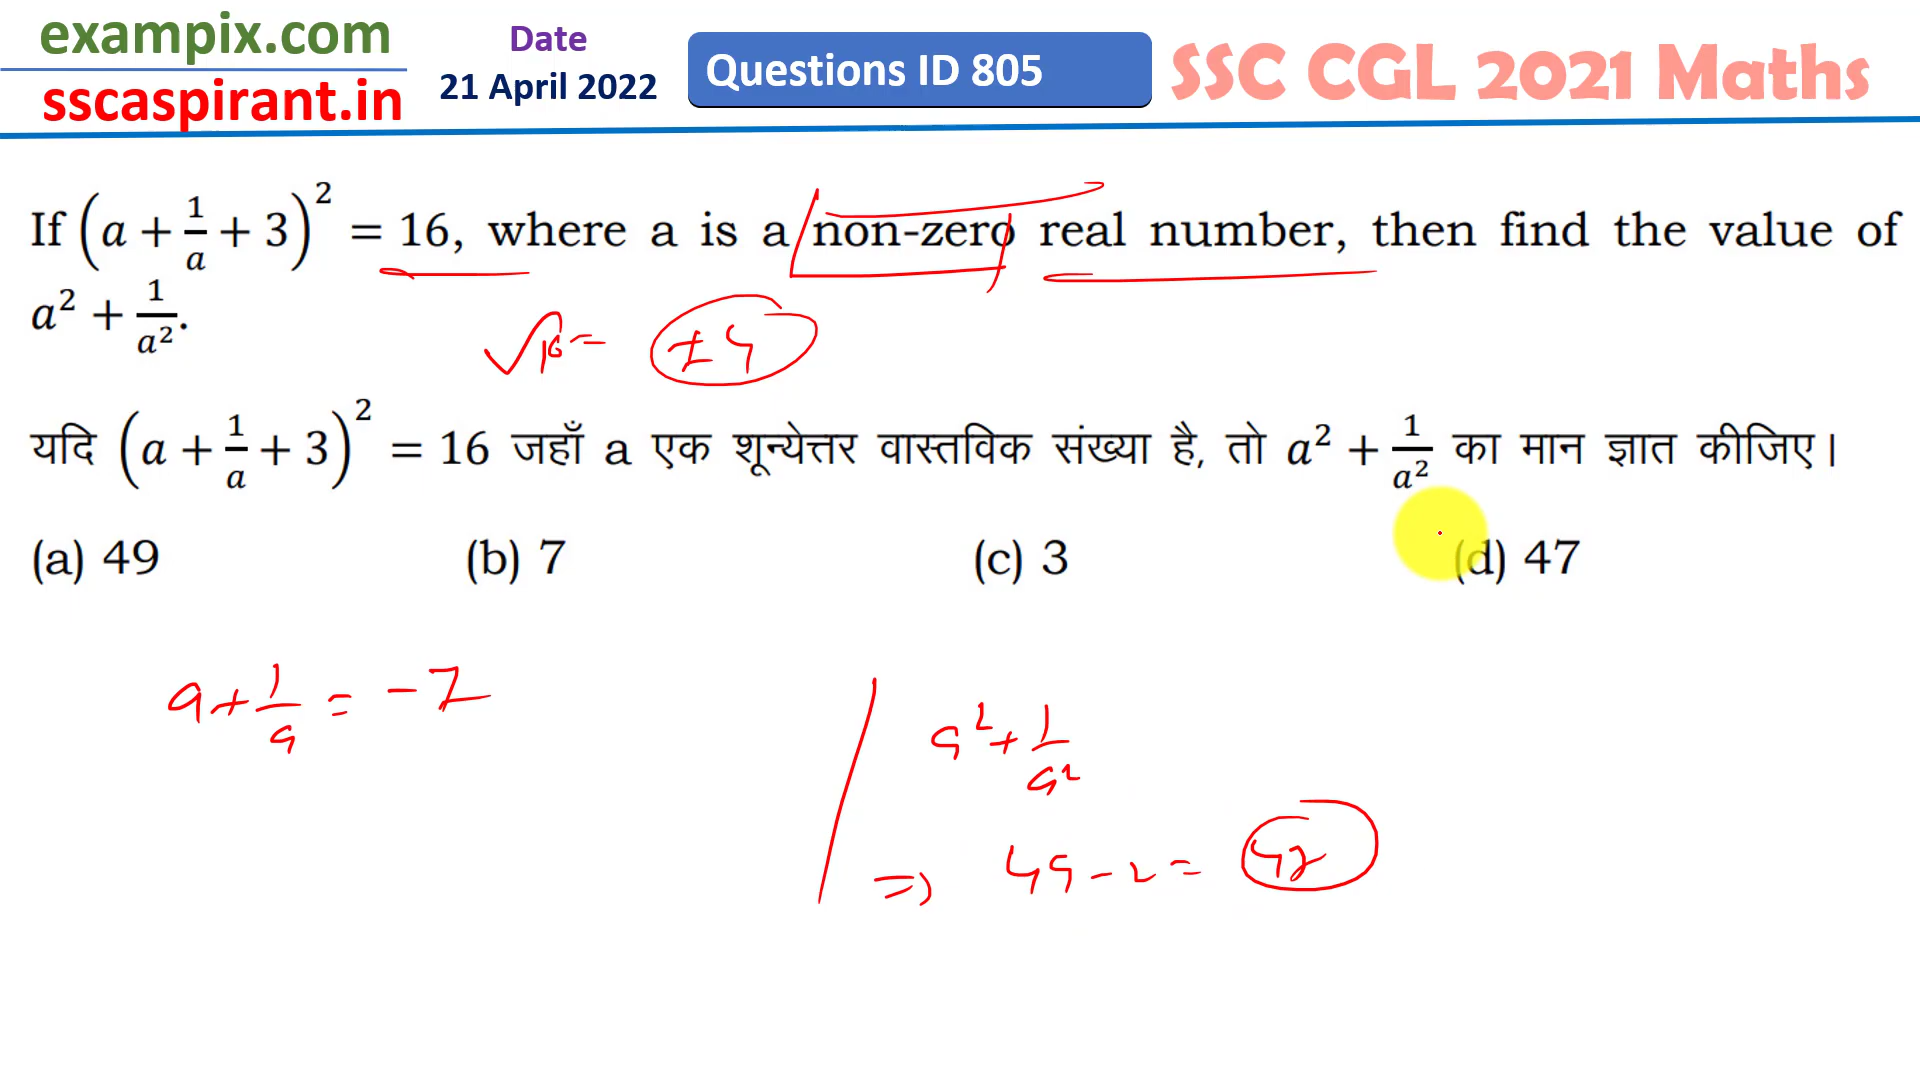 exampix.com
sscaspirant.in
Date
21 April 2022
Questions ID 805
SSC CGL 2021 Maths
If (a + 1/a + 3)² = 16, where a is a non-zero real number, then find the value of
a² + 1/a².
√16 = ±4
यदि (a + 1/a + 3)² = 16 जहाँ a एक शून्येत्तर वास्तविक संख्या है, तो a² + 1/a² का मान ज्ञात कीजिए।
(a) 49 (b) 7 (c) 3 (d) 47
a + 1/a = -7
a² + 1/a²
⇒ 49 - 2 = 47